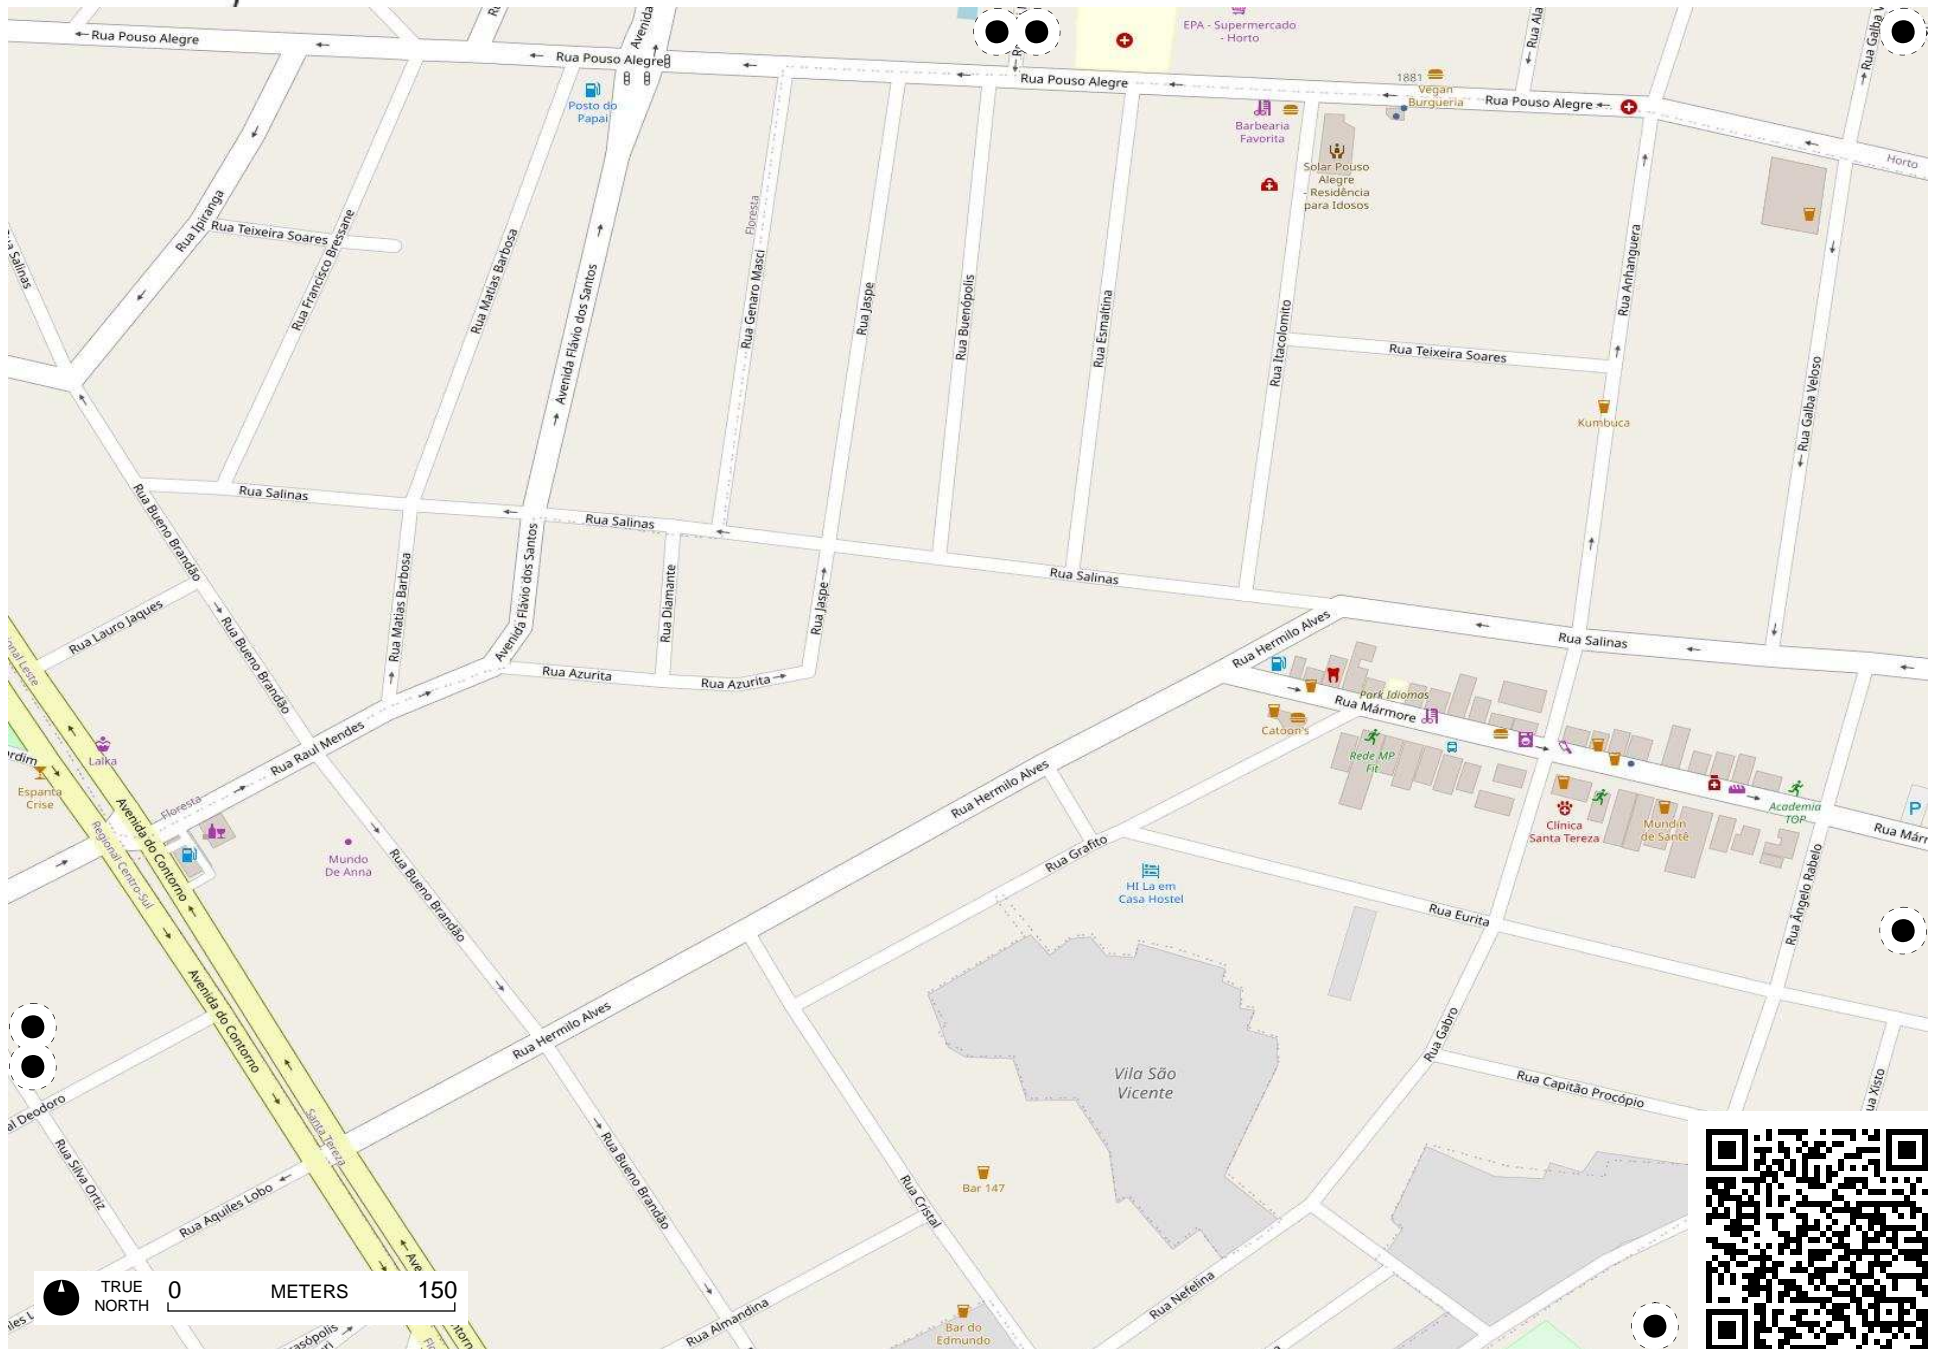 EPA - Supermercado
- Horto
Rua Pouso Alegre
Avenida
Rua Pouso Alegre
Rua Pouso Alegre
Rua Pouso Alegre
1881
Vegan
Burgueria
Posto do
Papai
Barbearia
Favorita
Horto
Solar Pouso
Alegre
- Residência
para Idosos
Rua Ipiranga
Rua Teixeira Soares
Rua Francisco Bressane
Rua Matias Barbosa
Avenida Flávio dos Santos
Floresta
Rua Genaro Masci
Rua Jaspe
Rua Buenópolis
Rua Esmaltina
Rua Itacolomito
Rua Anhanguera
Rua Galba Veloso
Salinas
Rua Teixeira Soares
Kumbuca
Rua Salinas
Rua Salinas
Rua Salinas
Rua Salinas
Rua Bueno Brandão
Rua Lauro Jaques
Rua Bueno Brandão
Rua Matias Barbosa
Avenida Flávio dos Santos
Rua Diamante
Rua Jaspe
Rua Azurita
Rua Azurita
Rua Hermilo Alves
Park Idiomas
Rua Mármore
Catoon's
Rede MP
Fit
Lalka
Rua Raul Mendes
Espanta
Crise
Floresta
Avenida do Contorno
Regional Centro-Sul
Mundo
De Anna
Rua Bueno Brandão
Rua Hermilo Alves
Rua Grafito
HI La em
Casa Hostel
Clínica
Santa Tereza
Mundin
de Santê
Academia
TOP
P
Rua Márm
Rua Ângelo Rabelo
Rua Eurita
Avenida do Contorno
Rua Hermilo Alves
Vila São
Vicente
Rua Gabro
Rua Capitão Procópio
Xisto
Deodoro
Rua Silva Ortiz
Santa Tereza
Rua Aquiles Lobo
Rua Bueno Brandão
Rua Cristal
Bar 147
Rua Nefelina
Rua Almandina
Bar do
Edmundo
TRUE
NORTH
0 METERS 150